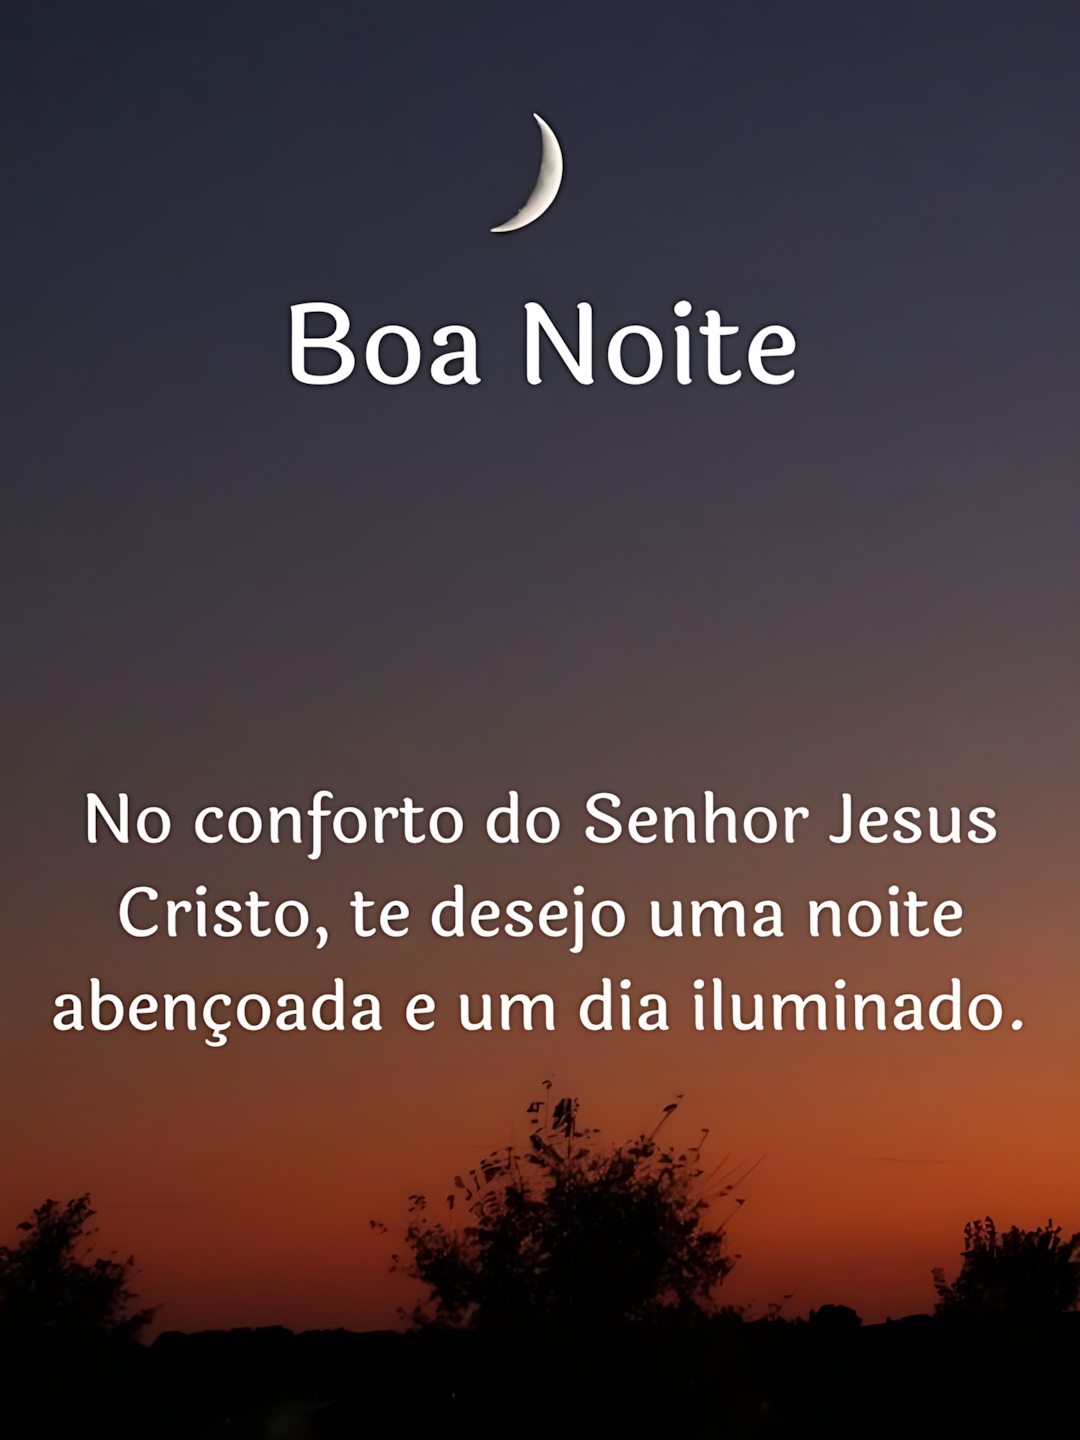 Boa Noite
No conforto do Senhor Jesus
Cristo, te desejo uma noite
abençoada e um dia iluminado.